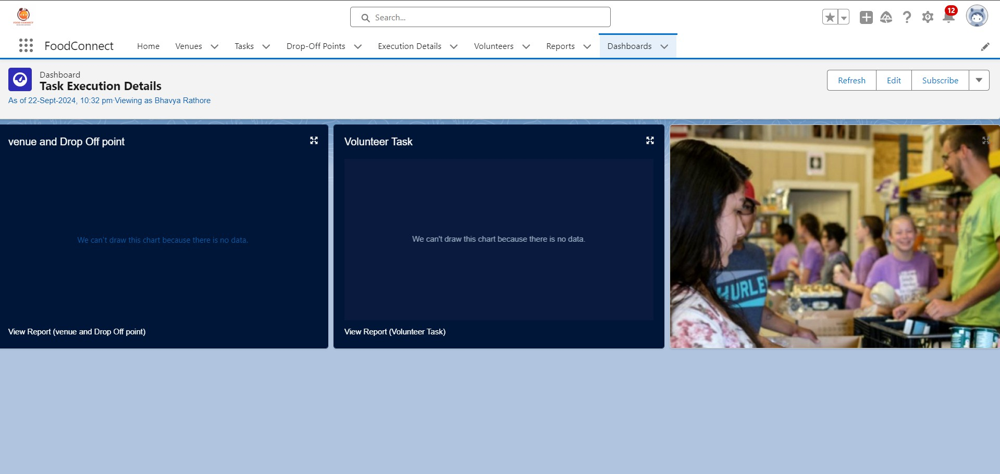 FOOD CONNECT
Search...
12
FoodConnect
Home
Venues
Tasks
Drop-Off Points
Execution Details
Volunteers
Reports
Dashboards
Dashboard
Task Execution Details
As of 22-Sept-2024, 10:32 pm·Viewing as Bhavya Rathore
Refresh
Edit
Subscribe
venue and Drop Off point
We can't draw this chart because there is no data.
View Report (venue and Drop Off point)
Volunteer Task
We can't draw this chart because there is no data.
View Report (Volunteer Task)
HURLEY